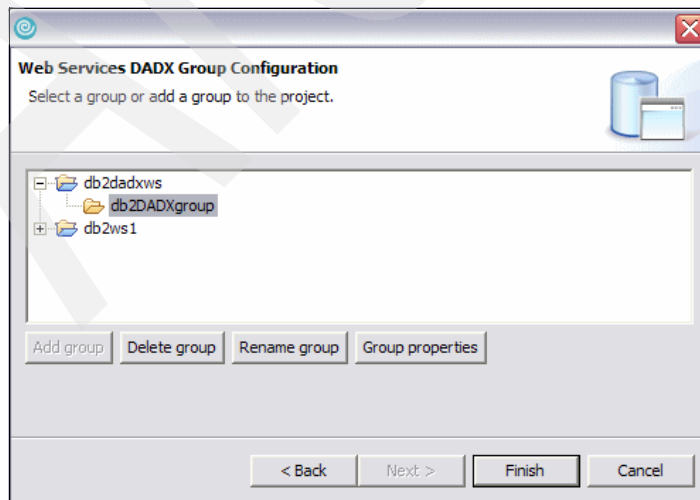 Web Services DADX Group Configuration
Select a group or add a group to the project.
db2dadxws
db2DADXgroup
db2ws1
Add group Delete group Rename group Group properties
< Back Next > Finish Cancel